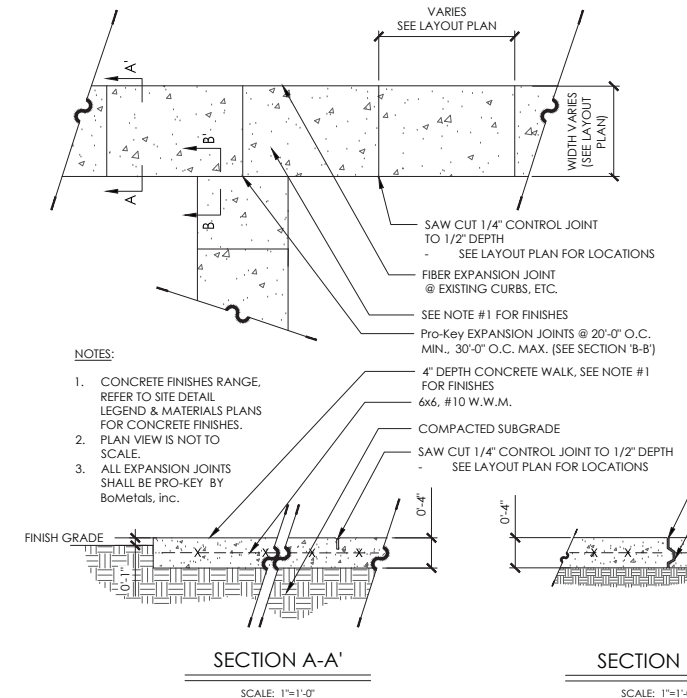 VARIES
SEE LAYOUT PLAN
A'
B'
WIDTH VARIES
(SEE LAYOUT
PLAN)
A
B
SAW CUT 1/4" CONTROL JOINT
TO 1/2" DEPTH
- SEE LAYOUT PLAN FOR LOCATIONS
FIBER EXPANSION JOINT
@ EXISTING CURBS, ETC.
SEE NOTE #1 FOR FINISHES
Pro-Key EXPANSION JOINTS @ 20'-0" O.C.
MIN., 30'-0" O.C. MAX. (SEE SECTION 'B-B')
NOTES:
1. CONCRETE FINISHES RANGE,
REFER TO SITE DETAIL
LEGEND & MATERIALS PLANS
FOR CONCRETE FINISHES.
2. PLAN VIEW IS NOT TO
SCALE.
3. ALL EXPANSION JOINTS
SHALL BE PRO-KEY BY
BoMetals, inc.
4" DEPTH CONCRETE WALK, SEE NOTE #1
FOR FINISHES
6x6, #10 W.W.M.
COMPACTED SUBGRADE
SAW CUT 1/4" CONTROL JOINT TO 1/2" DEPTH
- SEE LAYOUT PLAN FOR LOCATIONS
FINISH GRADE
0'-1"
0'-4"
0'-4"
SECTION A-A'
SCALE: 1"=1'-0"
SECTION
SCALE: 1"=1'-